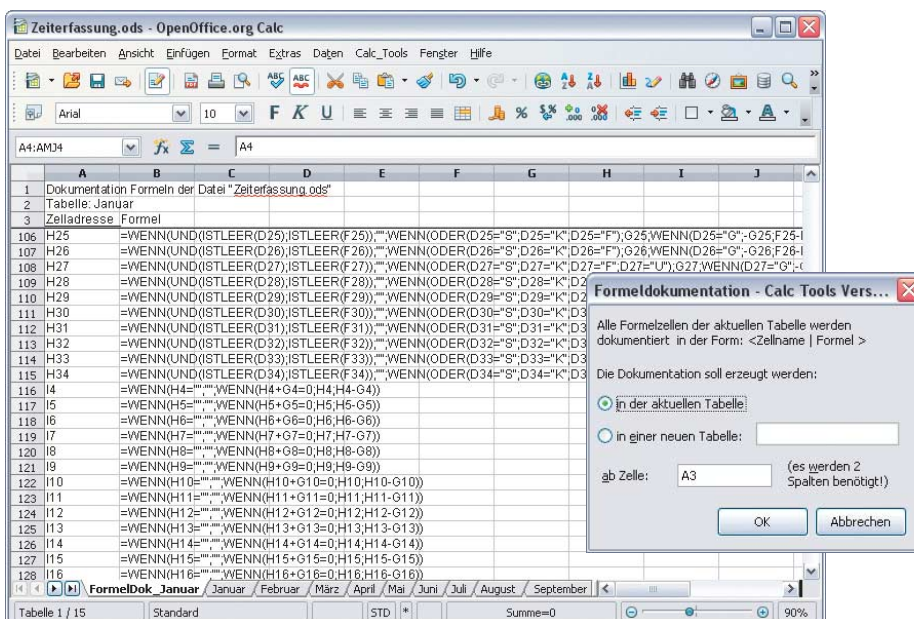 Zeiterfassung.ods - OpenOffice.org Calc
Datei Bearbeiten Ansicht Einfügen Format Extras Daten Calc_Tools Fenster Hilfe
Arial 10 F K U
A4:AMJ4 fx Σ = A4
A B C D E F G H I J
1 Dokumentation Formeln der Datei "Zeiterfassung.ods"
2 Tabelle: Januar
3 Zelladresse Formel
106 H25 =WENN(UND(ISTLEER(D25);ISTLEER(F25));"";WENN(ODER(D25="S";D25="K";D25="F");G25;WENN(D25="G";-G25;F25-
107 H26 =WENN(UND(ISTLEER(D26);ISTLEER(F26));"";WENN(ODER(D26="S";D26="K";D26="F");G26;WENN(D26="G";-G26;F26-
108 H27 =WENN(UND(ISTLEER(D27);ISTLEER(F27));"";WENN(ODER(D27="S";D27="K";D27="F";D27="U");G27;WENN(D27="G";-
109 H28 =WENN(UND(ISTLEER(D28);ISTLEER(F28));"";WENN(ODER(D28="S";D28="K";D2
110 H29 =WENN(UND(ISTLEER(D29);ISTLEER(F29));"";WENN(ODER(D29="S";D29="K";D2
111 H30 =WENN(UND(ISTLEER(D30);ISTLEER(F30));"";WENN(ODER(D30="S";D30="K";D3
112 H31 =WENN(UND(ISTLEER(D31);ISTLEER(F31));"";WENN(ODER(D31="S";D31="K";D3
113 H32 =WENN(UND(ISTLEER(D32);ISTLEER(F32));"";WENN(ODER(D32="S";D32="K";D3
114 H33 =WENN(UND(ISTLEER(D33);ISTLEER(F33));"";WENN(ODER(D33="S";D33="K";D3
115 H34 =WENN(UND(ISTLEER(D34);ISTLEER(F34));"";WENN(ODER(D34="S";D34="K";D3
116 I4 =WENN(H4="";"";WENN(H4+G4=0;H4;H4-G4))
117 I5 =WENN(H5="";"";WENN(H5+G5=0;H5;H5-G5))
118 I6 =WENN(H6="";"";WENN(H6+G6=0;H6;H6-G6))
119 I7 =WENN(H7="";"";WENN(H7+G7=0;H7;H7-G7))
120 I8 =WENN(H8="";"";WENN(H8+G8=0;H8;H8-G8))
121 I9 =WENN(H9="";"";WENN(H9+G9=0;H9;H9-G9))
122 I10 =WENN(H10="";"";WENN(H10+G10=0;H10;H10-G10))
123 I11 =WENN(H11="";"";WENN(H11+G11=0;H11;H11-G11))
124 I12 =WENN(H12="";"";WENN(H12+G12=0;H12;H12-G12))
125 I13 =WENN(H13="";"";WENN(H13+G13=0;H13;H13-G13))
126 I14 =WENN(H14="";"";WENN(H14+G14=0;H14;H14-G14))
127 I15 =WENN(H15="";"";WENN(H15+G15=0;H15;H15-G15))
128 I16 =WENN(H16="";"";WENN(H16+G16=0;H16;H16-G16))
FormelDok_Januar Januar Februar März April Mai Juni Juli August September
Tabelle 1 / 15 Standard STD * Summe=0 90%
Formeldokumentation - Calc Tools Vers...
Alle Formelzellen der aktuellen Tabelle werden
dokumentiert in der Form: <Zellname | Formel >
Die Dokumentation soll erzeugt werden:
in der aktuellen Tabelle
in einer neuen Tabelle:
ab Zelle: A3 (es werden 2
Spalten benötigt!)
OK Abbrechen